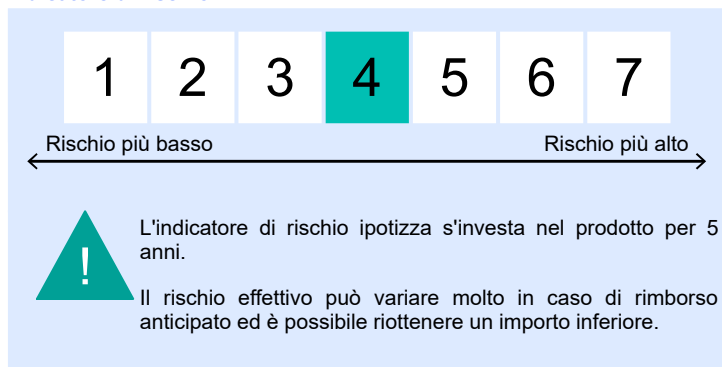 1 2 3 4 5 6 7
Rischio più basso Rischio più alto
!
L'indicatore di rischio ipotizza s'investa nel prodotto per 5
anni.
Il rischio effettivo può variare molto in caso di rimborso
anticipato ed è possibile riottenere un importo inferiore.